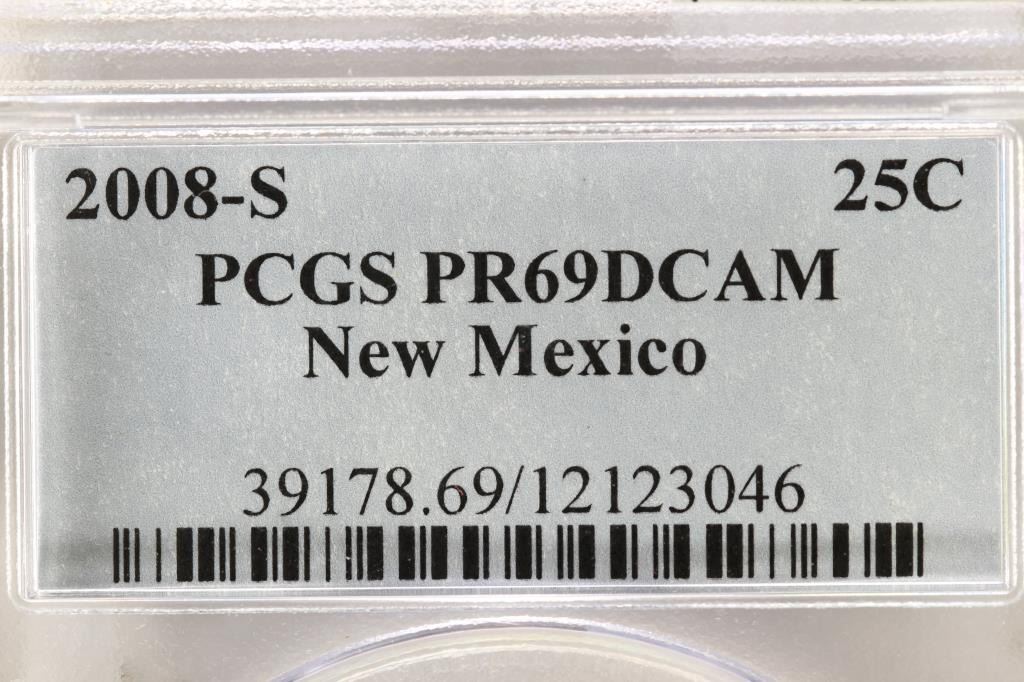 2008-S 25C
PCGS PR69DCAM
New Mexico
39178.69/12123046